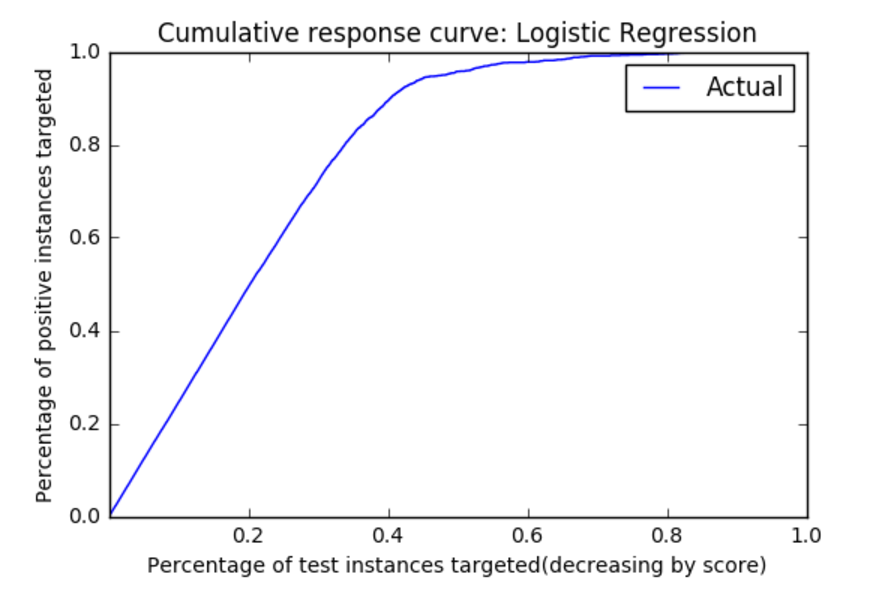 Cumulative response curve: Logistic Regression
1.0
Actual
0.8
0.6
0.4
0.2
0.0
Percentage of positive instances targeted
0.2 0.4 0.6 0.8 1.0
Percentage of test instances targeted(decreasing by score)